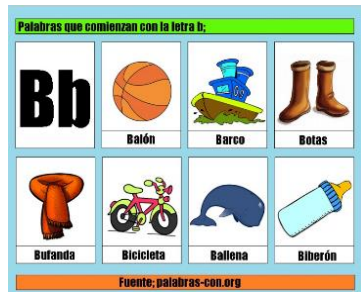 Palabras que comienzan con la letra b;
Bb
Balón
Barco
Botas
Bufanda
Bicicleta
Ballena
Biberón
Fuente; palabras-con.org